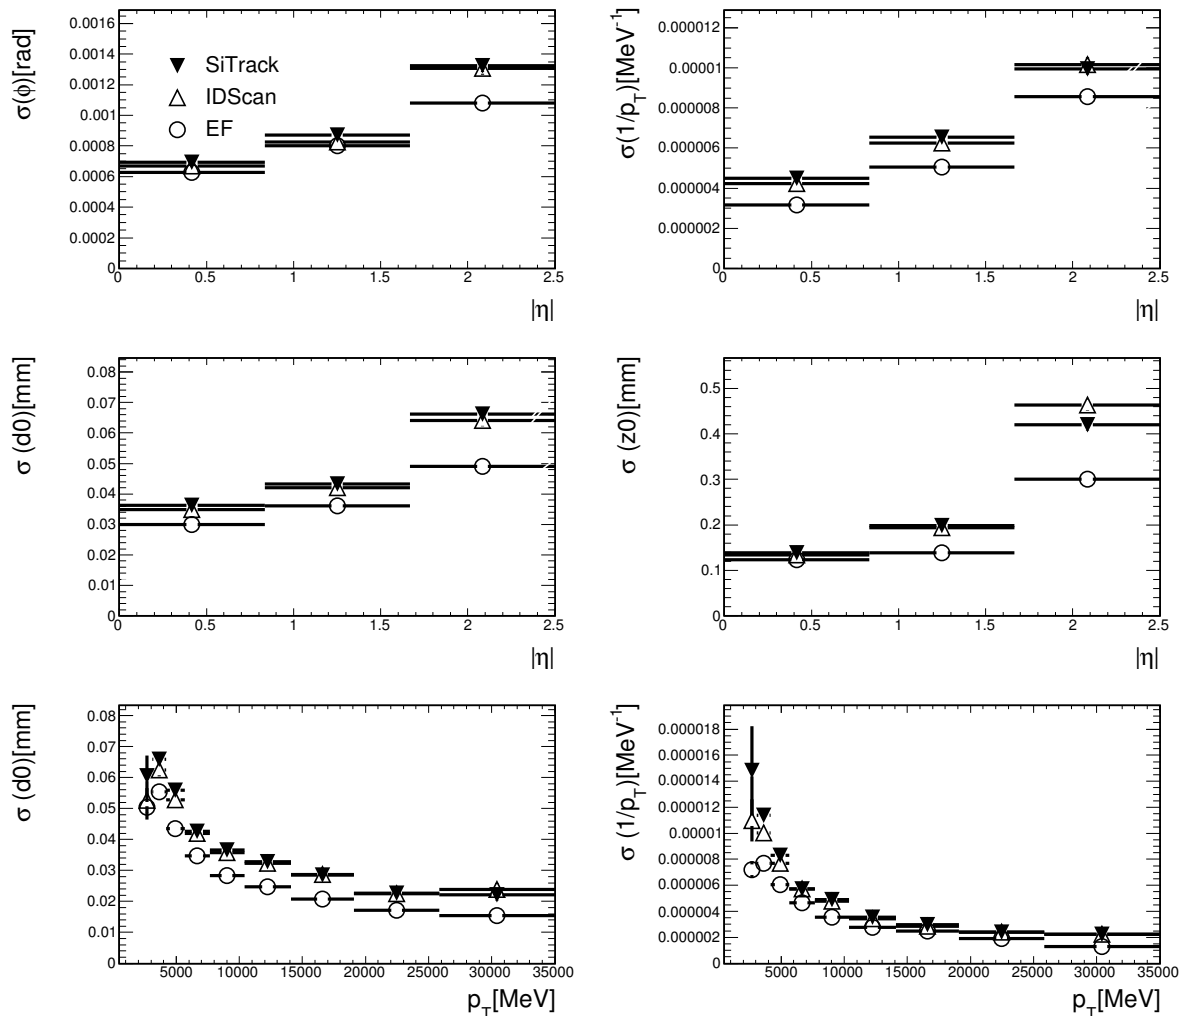 σ(ϕ)[rad]
0.0016
0.0014
0.0012
0.001
0.0008
0.0006
0.0004
0.0002
0
SiTrack
IDScan
EF
0 0.5 1 1.5 2 2.5
|η|
σ(1/p_T)[MeV⁻¹]
0.000012
0.00001
0.000008
0.000006
0.000004
0.000002
0
0 0.5 1 1.5 2 2.5
|η|
σ (d0)[mm]
0.08
0.07
0.06
0.05
0.04
0.03
0.02
0.01
0
0 0.5 1 1.5 2 2.5
|η|
σ (z0)[mm]
0.5
0.4
0.3
0.2
0.1
0
0 0.5 1 1.5 2 2.5
|η|
σ (d0)[mm]
0.08
0.07
0.06
0.05
0.04
0.03
0.02
0.01
0
5000 10000 15000 20000 25000 30000 35000
p_T[MeV]
σ (1/p_T)[MeV⁻¹]
0.000018
0.000016
0.000014
0.000012
0.00001
0.000008
0.000006
0.000004
0.000002
0
5000 10000 15000 20000 25000 30000 35000
p_T[MeV]